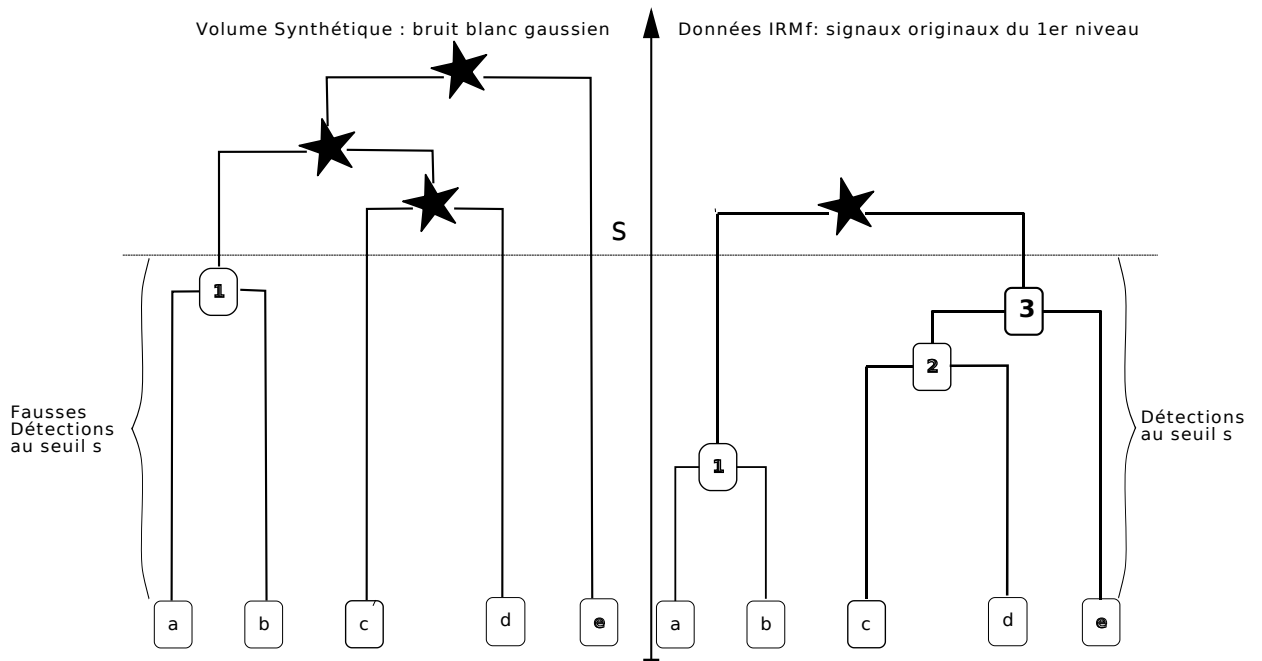 Volume Synthétique : bruit blanc gaussien
Données IRMf: signaux originaux du 1er niveau
S
1
3
2
1
Fausses
Détections
au seuil s
Détections
au seuil s
a
b
c
d
e
a
b
c
d
e